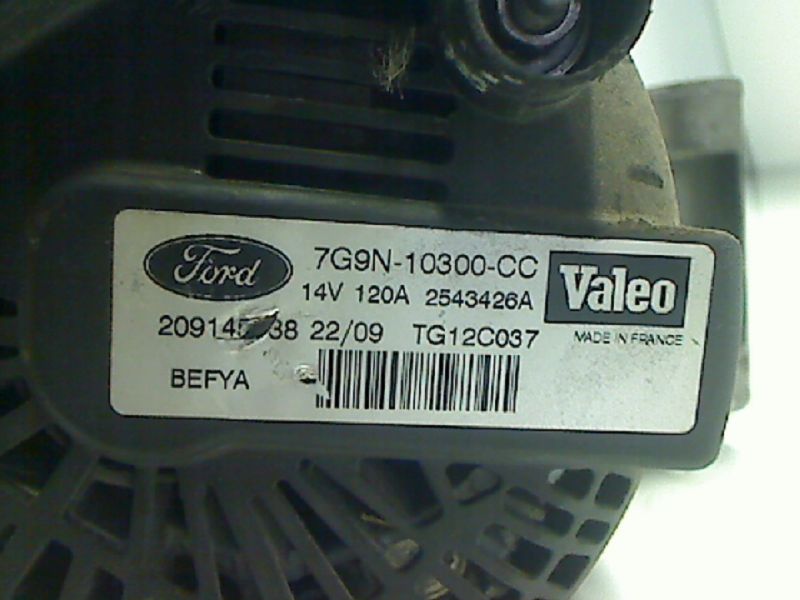 Ford
7G9N-10300-CC
Valeo
14V 120A 2543426A
22/09 TG12C037
MADE IN FRANCE
BEFYA